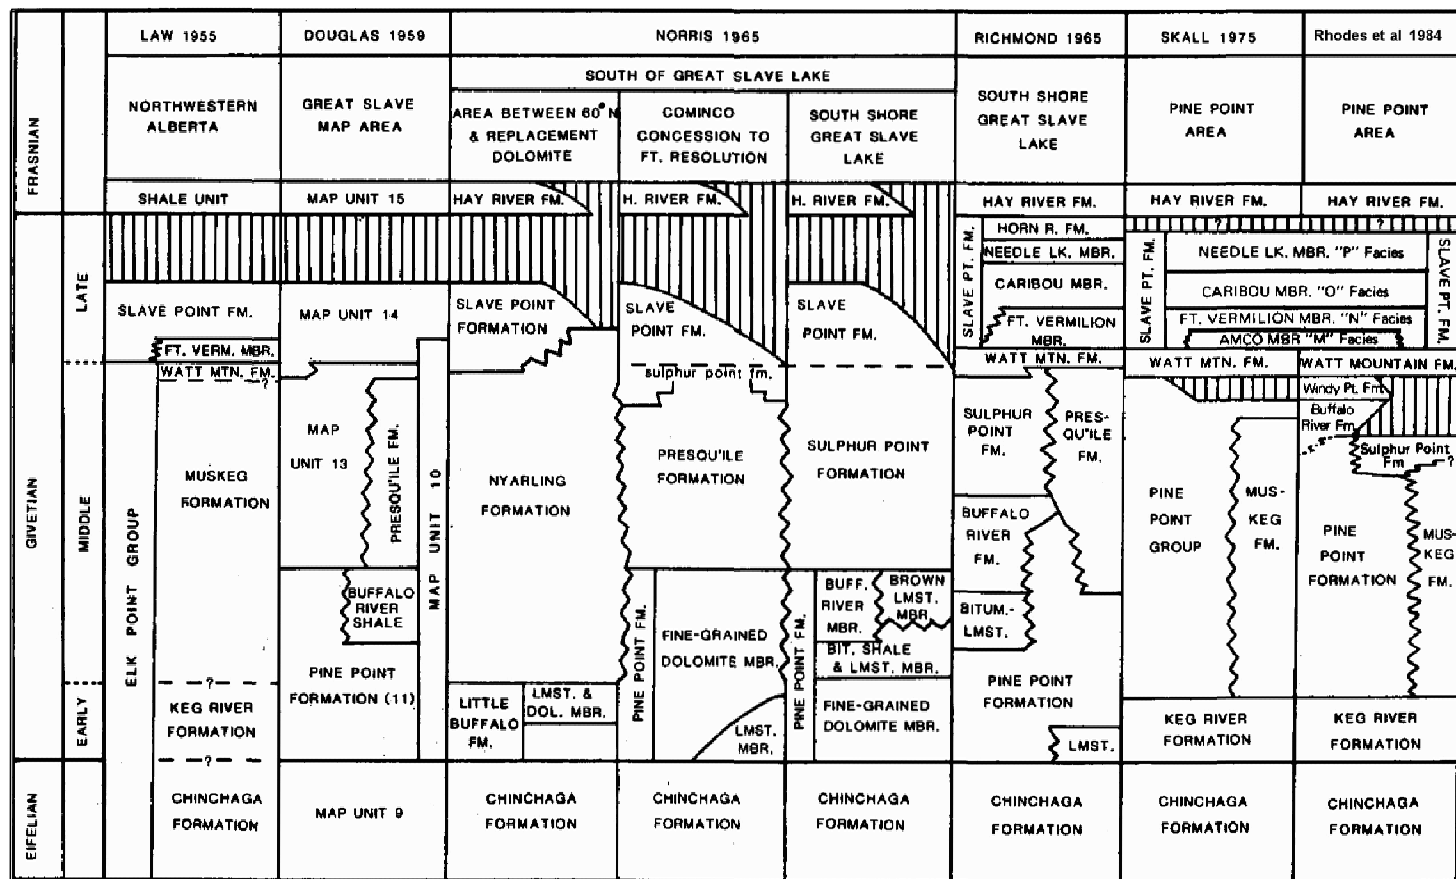 LAW 1955
DOUGLAS 1959
NORRIS 1965
RICHMOND 1965
SKALL 1975
Rhodes et al 1984
SOUTH OF GREAT SLAVE LAKE
NORTHWESTERN
ALBERTA
GREAT SLAVE
MAP AREA
AREA BETWEEN 60° N
& REPLACEMENT
DOLOMITE
COMINCO
CONCESSION TO
FT. RESOLUTION
SOUTH SHORE
GREAT SLAVE
LAKE
SOUTH SHORE
GREAT SLAVE
LAKE
PINE POINT
AREA
PINE POINT
AREA
FRASNIAN
SHALE UNIT
MAP UNIT 15
HAY RIVER FM.
H. RIVER FM.
H. RIVER FM.
HAY RIVER FM.
HAY RIVER FM.
HAY RIVER FM.
GIVETIAN
LATE
MIDDLE
EARLY
EIFELIAN
ELK POINT GROUP
SLAVE POINT FM.
FT. VERM. MBR.
WATT MTN. FM.
?
MUSKEG
FORMATION
?
KEG RIVER
FORMATION
?
CHINCHAGA
FORMATION
MAP UNIT 14
MAP
UNIT 13
PRESQU'ILE FM.
MAP UNIT 10
BUFFALO
RIVER
SHALE
PINE POINT
FORMATION (11)
MAP UNIT 9
SLAVE POINT
FORMATION
NYARLING
FORMATION
LITTLE
BUFFALO
FM.
LMST. &
DOL. MBR.
CHINCHAGA
FORMATION
SLAVE
POINT FM.
sulphur point fm.
PRESQU'ILE
FORMATION
PINE POINT FM.
FINE-GRAINED
DOLOMITE MBR.
LMST.
MBR.
CHINCHAGA
FORMATION
SLAVE
POINT FM.
SULPHUR POINT
FORMATION
PINE POINT FM.
BUFF.
RIVER
MBR.
BROWN
LMST.
MBR.
BIT. SHALE
& LMST. MBR.
FINE-GRAINED
DOLOMITE MBR.
CHINCHAGA
FORMATION
SLAVE PT. FM.
HORN R. FM.
NEEDLE LK. MBR.
CARIBOU MBR.
FT. VERMILION
MBR.
WATT MTN. FM.
SULPHUR
POINT
FM.
PRES-
QU'ILE
FM.
BUFFALO
RIVER
FM.
BITUM.-
LMST.
PINE POINT
FORMATION
LMST.
CHINCHAGA
FORMATION
?
?
SLAVE PT. FM.
NEEDLE LK. MBR. "P" Facies
CARIBOU MBR. "O" Facies
FT. VERMILION MBR. "N" Facies
AMCO MBR "M" Facies
SLAVE PT. FM.
WATT MTN. FM.
PINE
POINT
GROUP
MUS-
KEG
FM.
KEG RIVER
FORMATION
CHINCHAGA
FORMATION
WATT MOUNTAIN FM.
Windy Pt. Fm
Buffalo
River Fm
Sulphur Point
Fm
?
PINE
POINT
FORMATION
MUS-
KEG
FM.
KEG RIVER
FORMATION
CHINCHAGA
FORMATION